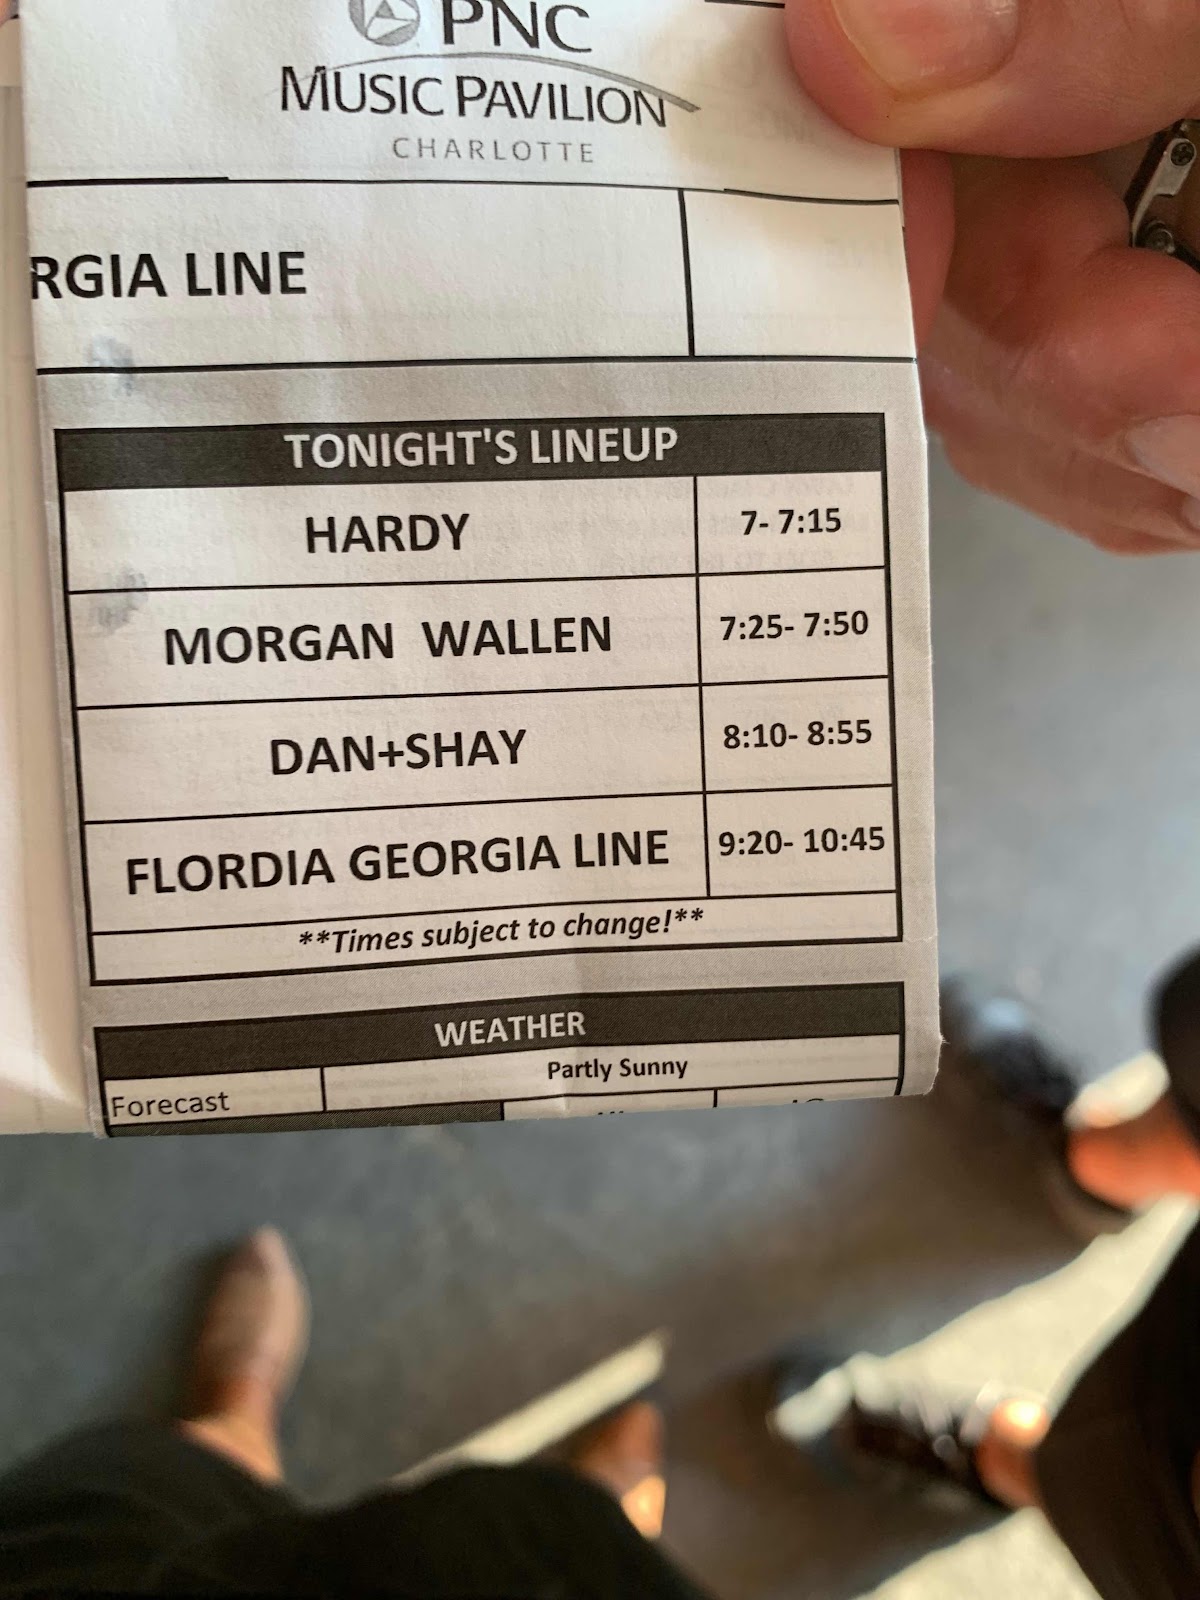 PNC
MUSIC PAVILION
CHARLOTTE
RGIA LINE
TONIGHT'S LINEUP
HARDY 7- 7:15
MORGAN WALLEN 7:25- 7:50
DAN+SHAY 8:10- 8:55
FLORDIA GEORGIA LINE 9:20- 10:45
**Times subject to change!**
WEATHER
Forecast Partly Sunny